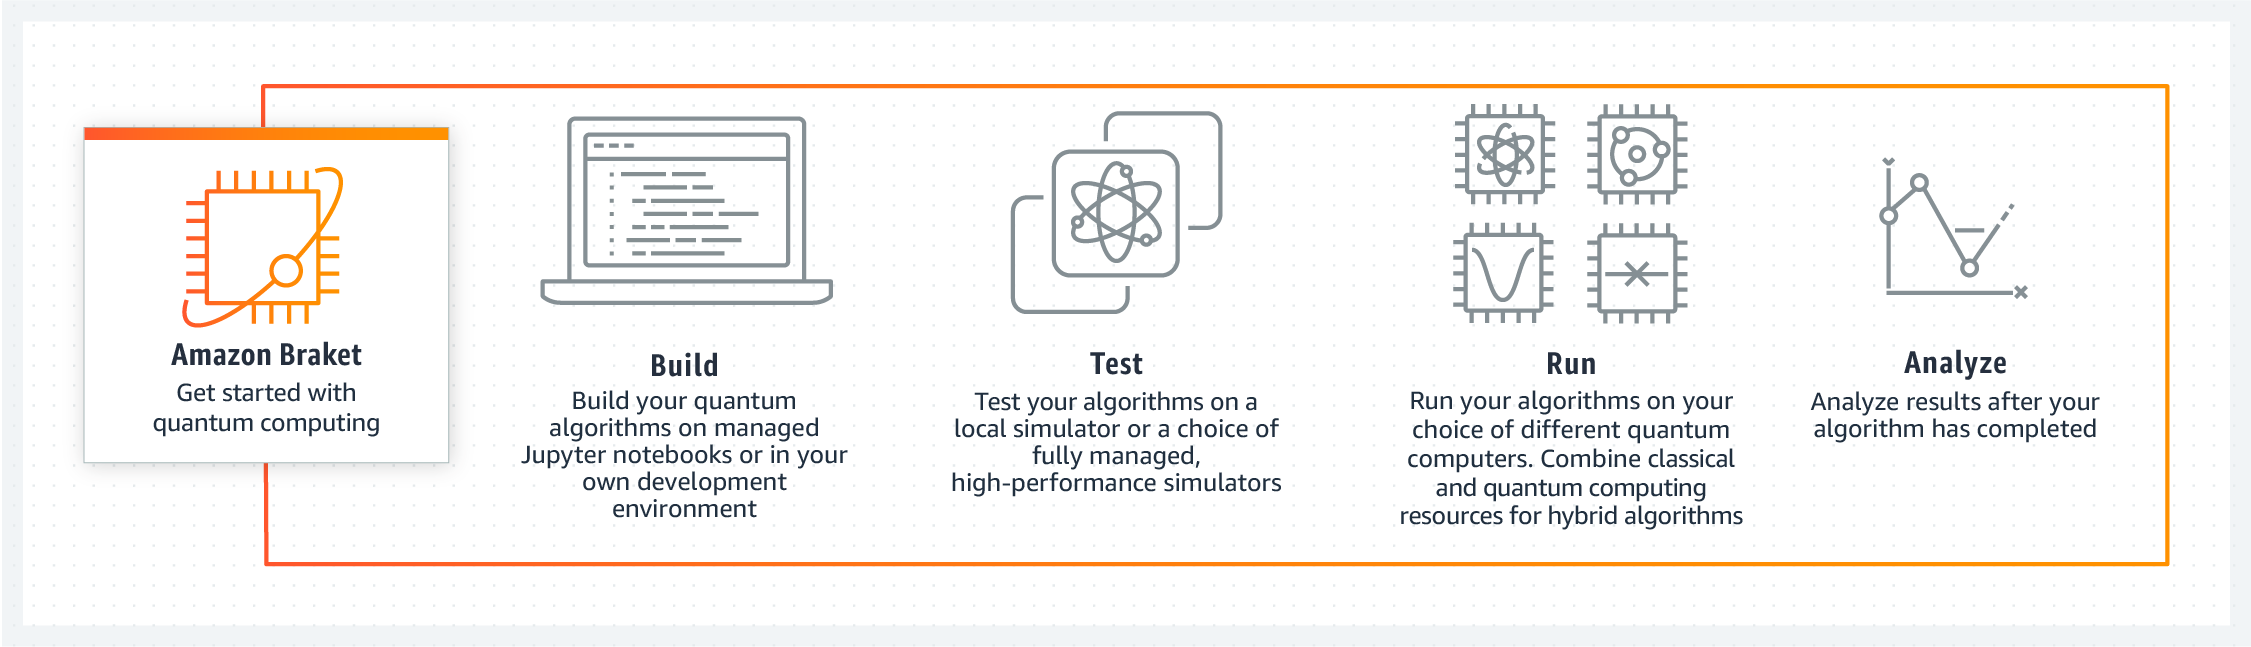 Amazon Braket
Get started with
quantum computing
Build
Build your quantum
algorithms on managed
Jupyter notebooks or in your
own development
environment
Test
Test your algorithms on a
local simulator or a choice of
fully managed,
high-performance simulators
Run
Run your algorithms on your
choice of different quantum
computers. Combine classical
and quantum computing
resources for hybrid algorithms
Analyze
Analyze results after your
algorithm has completed